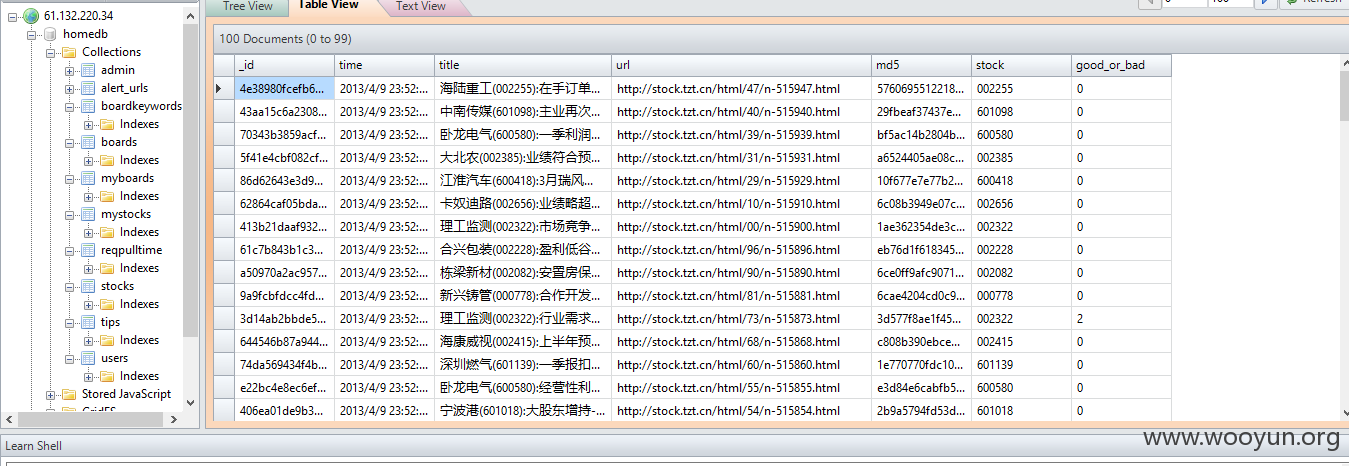 Tree View Table View Text View
61.132.220.34
homedb
Collections
admin
alert_urls
boardkeywords
Indexes
boards
Indexes
myboards
Indexes
mystocks
Indexes
reqpulltime
Indexes
stocks
Indexes
tips
Indexes
users
Indexes
Stored JavaScript
100 Documents (0 to 99)
_id time title url md5 stock good_or_bad
4e38980fcefb6... 2013/4/9 23:52:... 海陆重工(002255):在手订单... http://stock.tzt.cn/html/47/n-515947.html 5760695512218... 002255 0
43aa15c6a2308... 2013/4/9 23:52:... 中南传媒(601098):主业再次... http://stock.tzt.cn/html/40/n-515940.html 29fbeaf37437e... 601098 0
70343b3859acf... 2013/4/9 23:52:... 卧龙电气(600580):一季利润... http://stock.tzt.cn/html/39/n-515939.html bf5ac14b2804b... 600580 0
5f41e4cbf082cf... 2013/4/9 23:52:... 大北农(002385):业绩符合预... http://stock.tzt.cn/html/31/n-515931.html a6524405ae08c... 002385 0
86d62643e3d9... 2013/4/9 23:52:... 江淮汽车(600418):3月瑞风... http://stock.tzt.cn/html/29/n-515929.html 10f677e7e77b2... 600418 0
62864caf05bda... 2013/4/9 23:52:... 卡奴迪路(002656):业绩略超... http://stock.tzt.cn/html/10/n-515910.html 6c08b3949e07c... 002656 0
413b21daaf932... 2013/4/9 23:52:... 理工监测(002322):市场竞争... http://stock.tzt.cn/html/00/n-515900.html 1ae362354de3c... 002322 0
61c7b843b1c3... 2013/4/9 23:52:... 合兴包装(002228):盈利低谷... http://stock.tzt.cn/html/96/n-515896.html eb76d1f618345... 002228 0
a50970a2ac957... 2013/4/9 23:52:... 栋梁新材(002082):安置房保... http://stock.tzt.cn/html/90/n-515890.html 6ce0ff9afc9071... 002082 0
9a9fcbfdcc4fd... 2013/4/9 23:52:... 新兴铸管(000778):合作开发... http://stock.tzt.cn/html/81/n-515881.html 6cae4204cd0c9... 000778 0
3d14ab2bbde5... 2013/4/9 23:52:... 理工监测(002322):行业需求... http://stock.tzt.cn/html/73/n-515873.html 3d577f8ae1f45... 002322 2
644546b87a944... 2013/4/9 23:52:... 海康威视(002415):上半年预... http://stock.tzt.cn/html/68/n-515868.html c808b390ebce... 002415 0
74da569434f4b... 2013/4/9 23:52:... 深圳燃气(601139):一季报扣... http://stock.tzt.cn/html/60/n-515860.html 1e770770fdc10... 601139 0
e22bc4e8ec6ef... 2013/4/9 23:52:... 卧龙电气(600580):经营性利... http://stock.tzt.cn/html/55/n-515855.html e3d84e6cabfb5... 600580 0
406ea01de9b3... 2013/4/9 23:52:... 宁波港(601018):大股东增持-... http://stock.tzt.cn/html/54/n-515854.html 2b9a5794fd53d... 601018 0
Learn Shell
www.wooyun.org